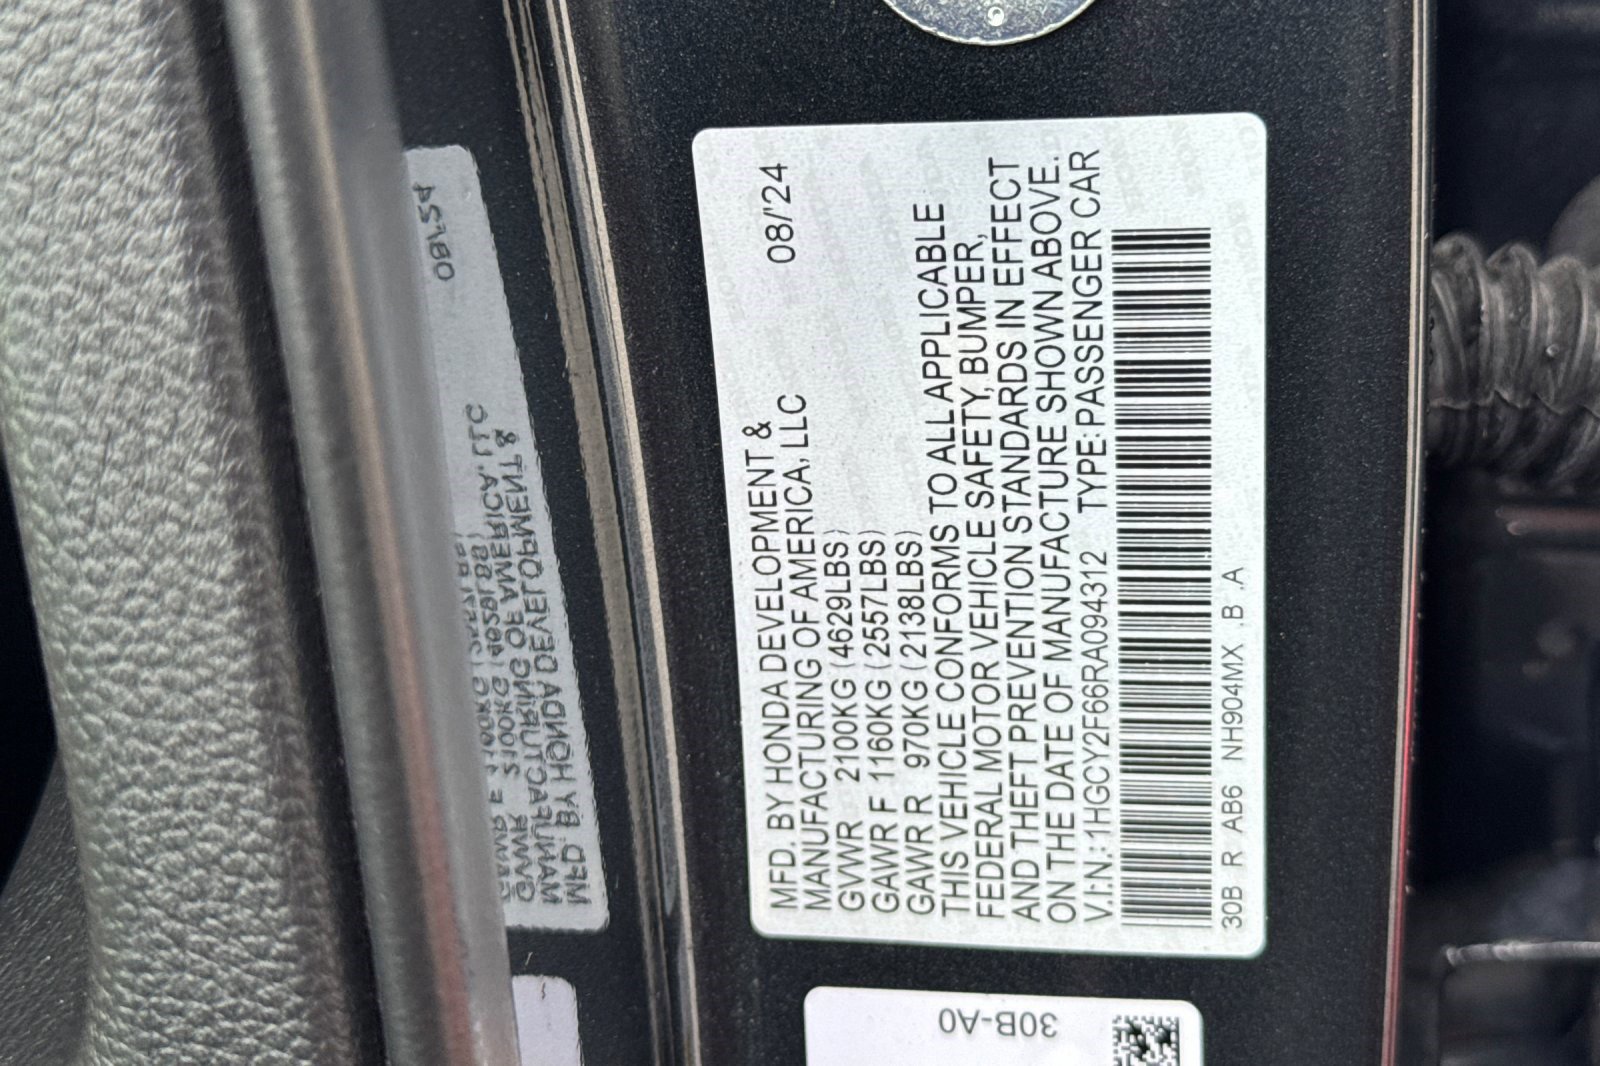 MFD. BY HONDA DEVELOPMENT &
MANUFACTURING OF AMERICA, LLC 08/'24
GVWR 2100KG (4629LBS)
GAWR F 1160KG (2557LBS)
GAWR R 970KG (2138LBS)
THIS VEHICLE CONFORMS TO ALL APPLICABLE
FEDERAL MOTOR VEHICLE SAFETY, BUMPER,
AND THEFT PREVENTION STANDARDS IN EFFECT
ON THE DATE OF MANUFACTURE SHOWN ABOVE.
V.I.N.: 1HGCY2F66RA094312 TYPE: PASSENGER CAR
30B R AB6 NH904MX .B .A
30B-A0